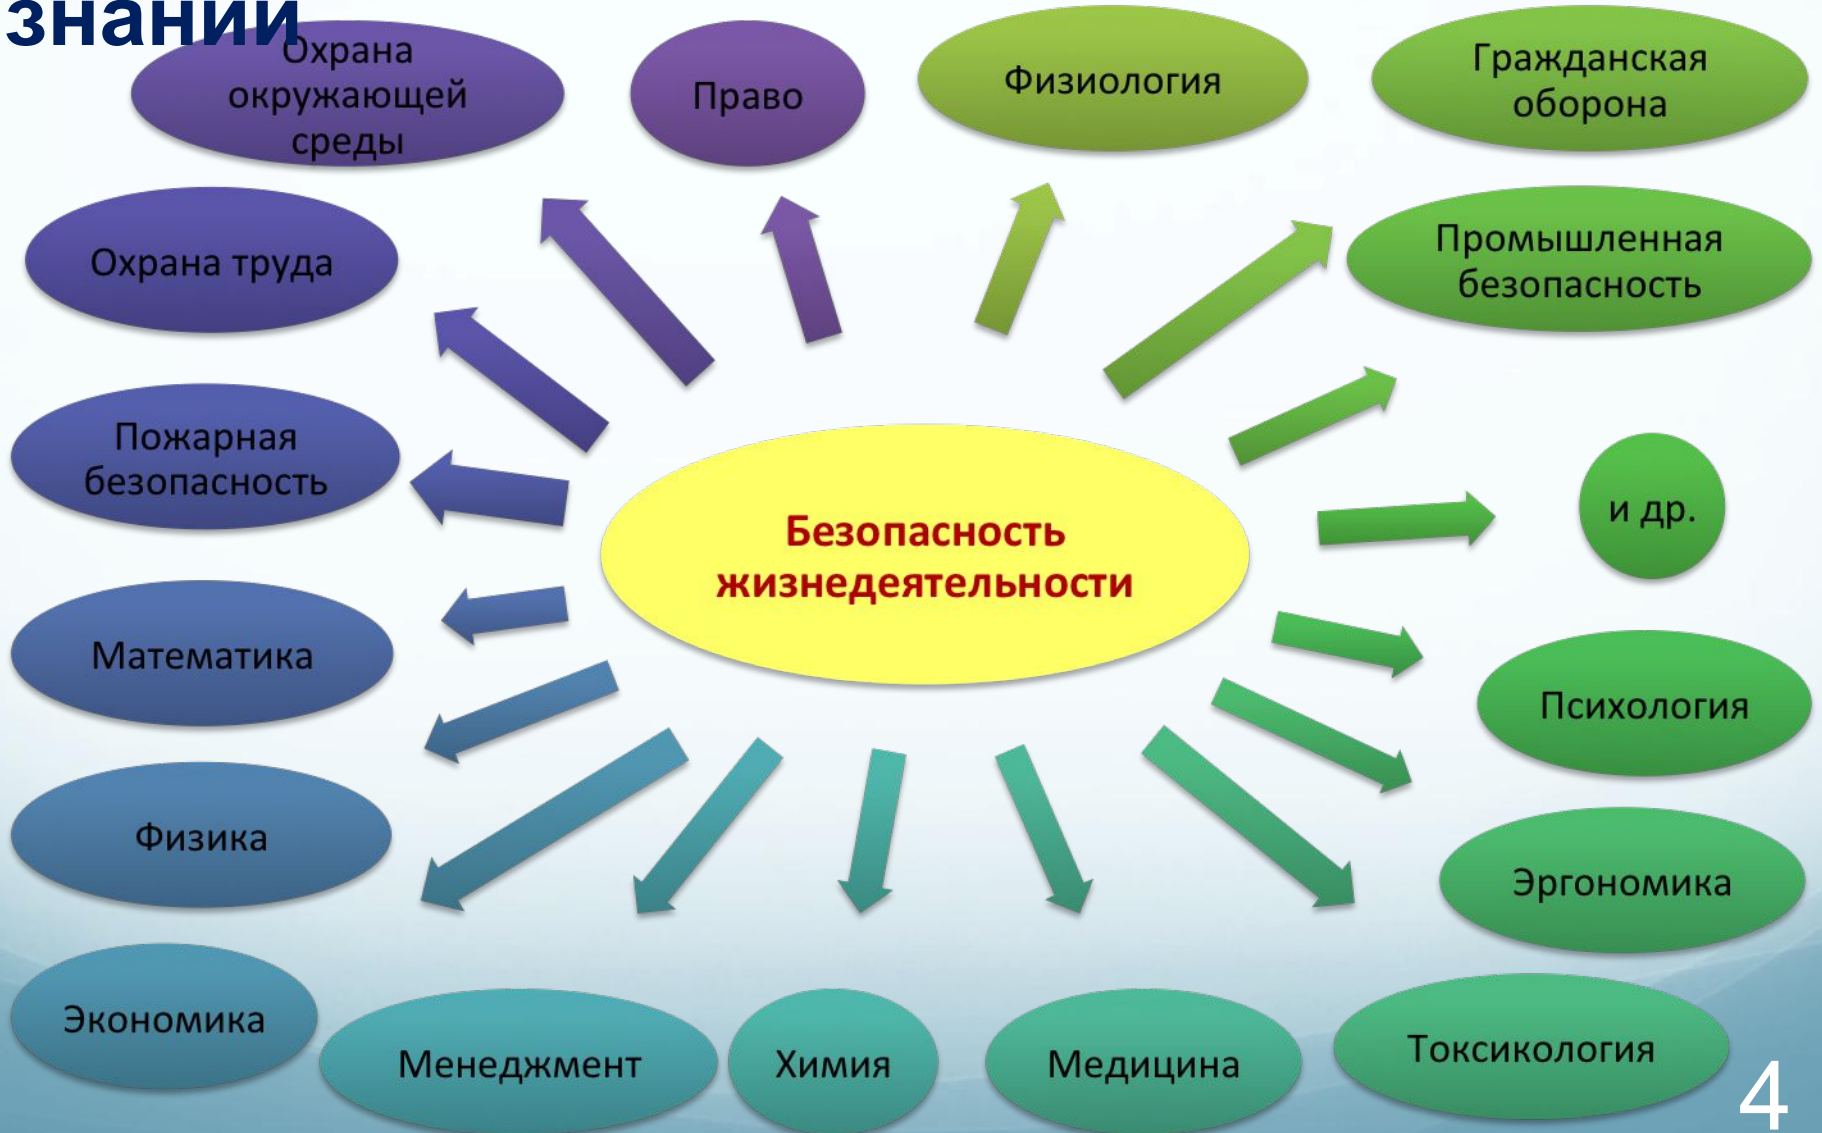 знаний
Охрана
окружающей
среды
Право
Физиология
Гражданская
оборона
Охрана труда
Промышленная
безопасность
Пожарная
безопасность
Безопасность
жизнедеятельности
и др.
Математика
Психология
Физика
Эргономика
Экономика
Менеджмент
Химия
Медицина
Токсикология
4